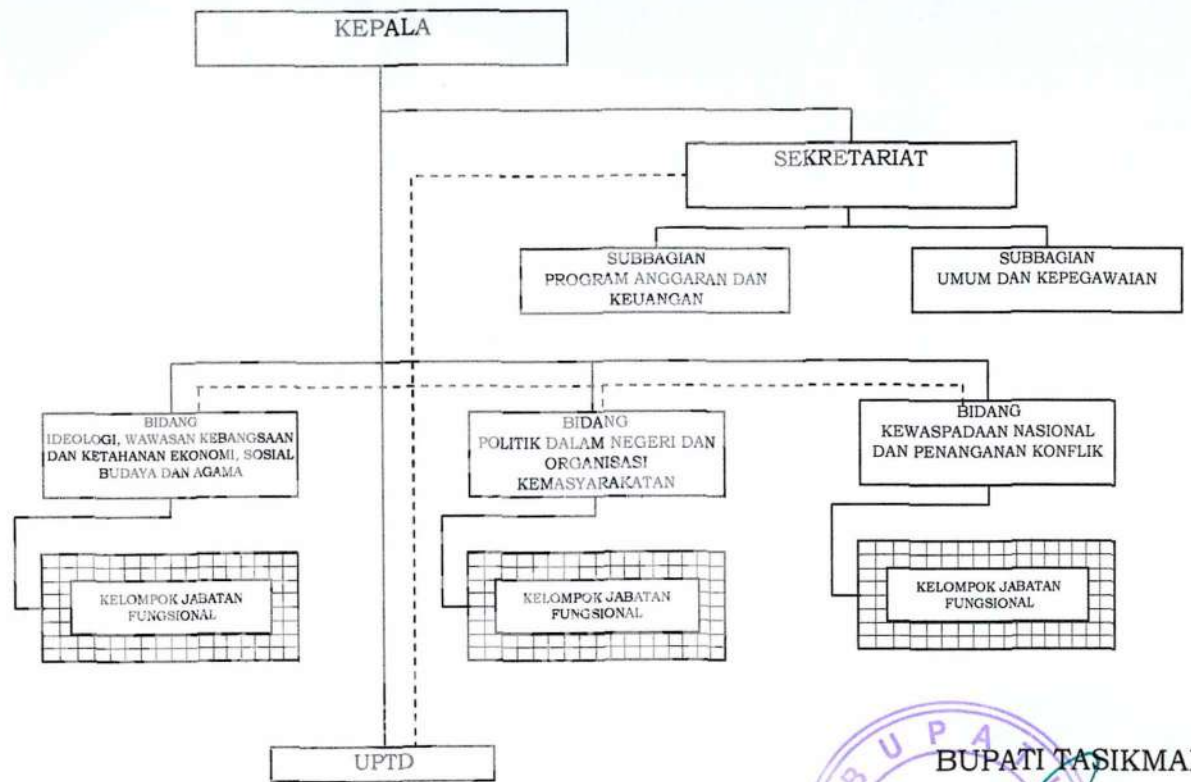 KEPALA
SEKRETARIAT
SUBBAGIAN
PROGRAM ANGGARAN DAN
KEUANGAN
SUBBAGIAN
UMUM DAN KEPEGAWAIAN
BIDANG
IDEOLOGI, WAWASAN KEBANGSAAN
DAN KETAHANAN EKONOMI, SOSIAL
BUDAYA DAN AGAMA
BIDANG
POLITIK DALAM NEGERI DAN
ORGANISASI
KEMASYARAKATAN
BIDANG
KEWASPADAAN NASIONAL
DAN PENANGANAN KONFLIK
KELOMPOK JABATAN
FUNGSIONAL
KELOMPOK JABATAN
FUNGSIONAL
KELOMPOK JABATAN
FUNGSIONAL
UPTD
BUPATI